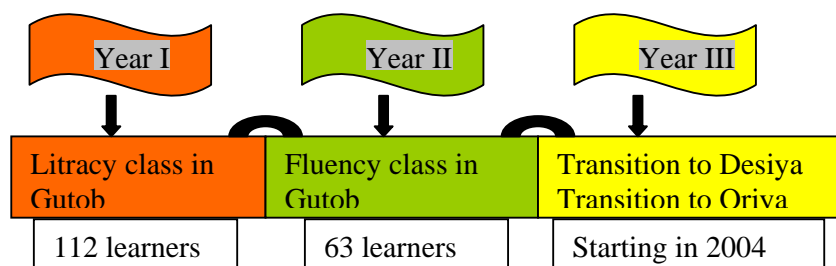 Year I
Year II
Year III
Litracy class in
Gutob
Fluency class in
Gutob
Transition to Desiya
Transition to Oriya
112 learners
63 learners
Starting in 2004